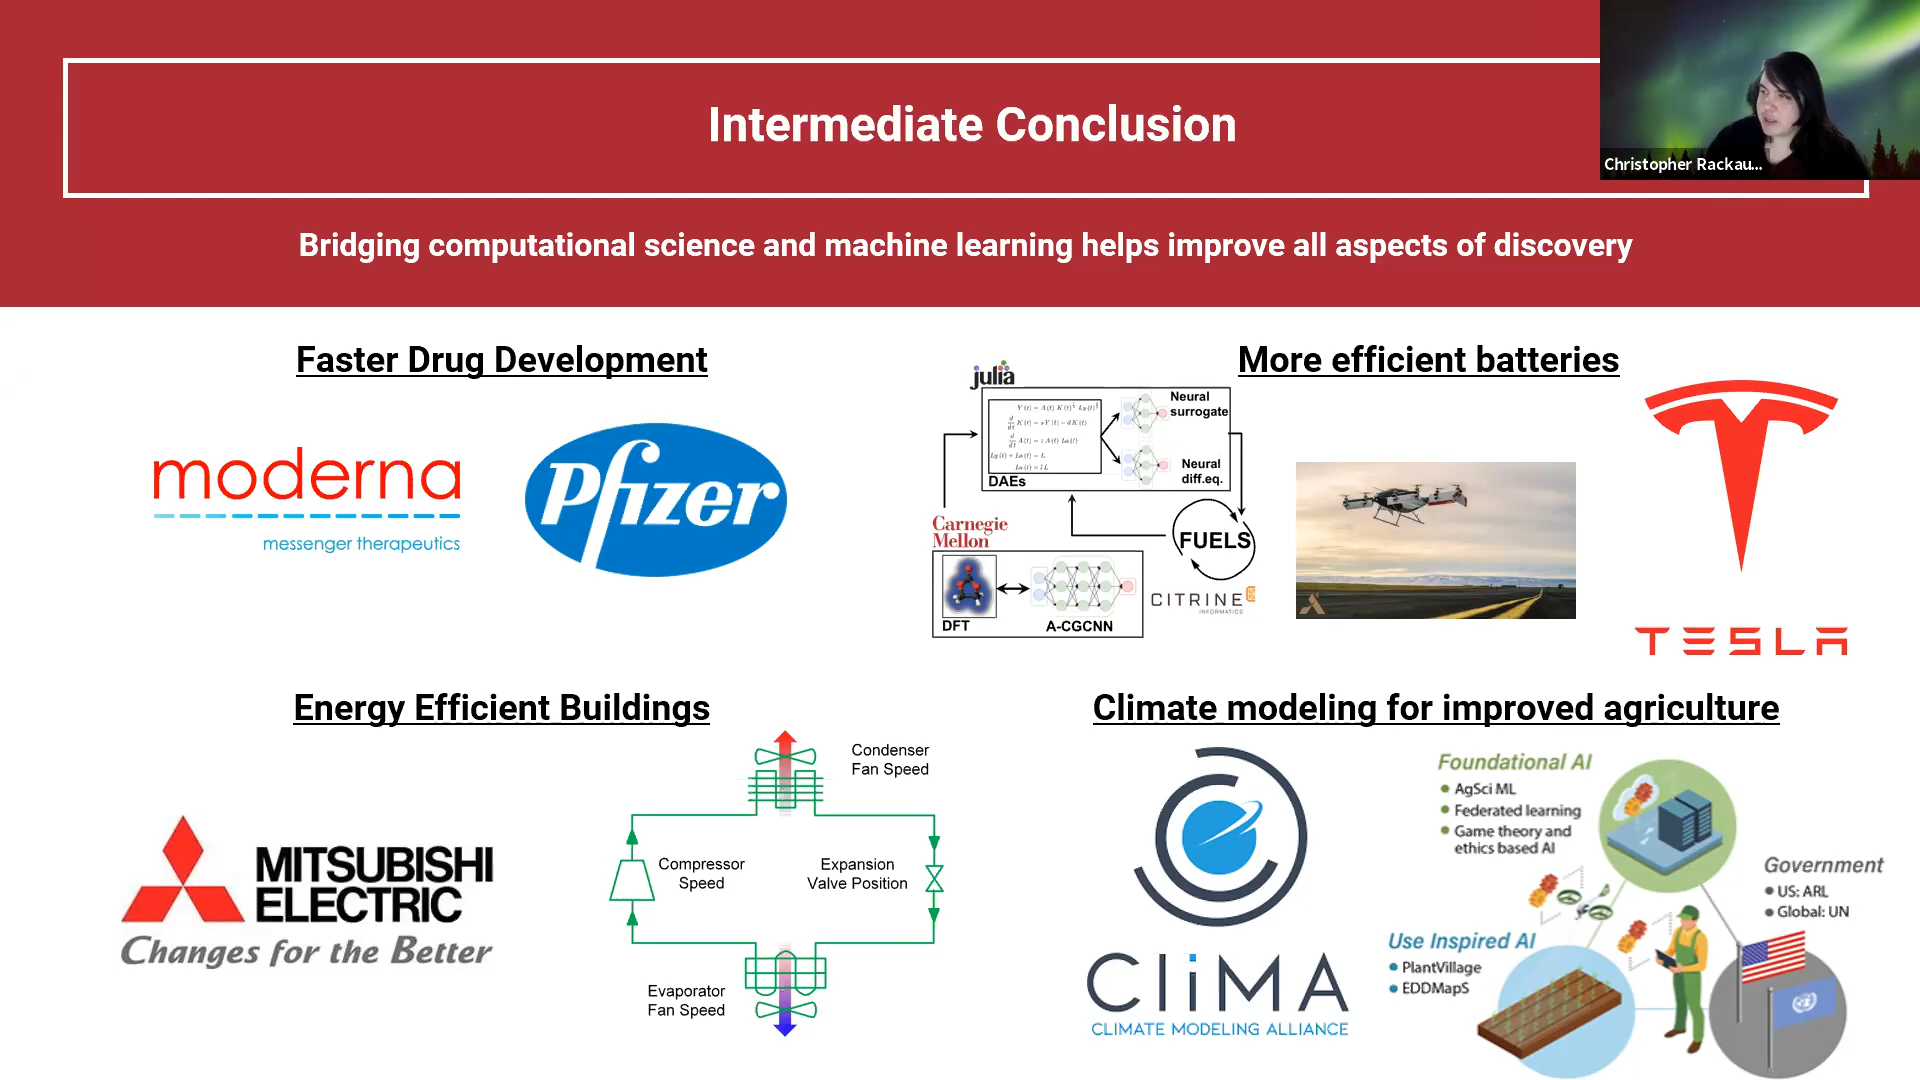 Intermediate Conclusion
Christopher Rackau...
Bridging computational science and machine learning helps improve all aspects of discovery
Faster Drug Development
moderna
messenger therapeutics
Pfizer
More efficient batteries
julia
Neural
surrogate
Neural
diff.eq.
DAEs
Carnegie
Mellon
FUELS
CITRINE
INFORMATICS
DFT
A-CGCNN
TESLA
Energy Efficient Buildings
MITSUBISHI
ELECTRIC
Changes for the Better
Condenser
Fan Speed
Compressor
Speed
Expansion
Valve Position
Evaporator
Fan Speed
Climate modeling for improved agriculture
CliMA
CLIMATE MODELING ALLIANCE
Foundational AI
AgSci ML
Federated learning
Game theory and
ethics based AI
Government
US: ARL
Global: UN
Use Inspired AI
PlantVillage
EDDMapS